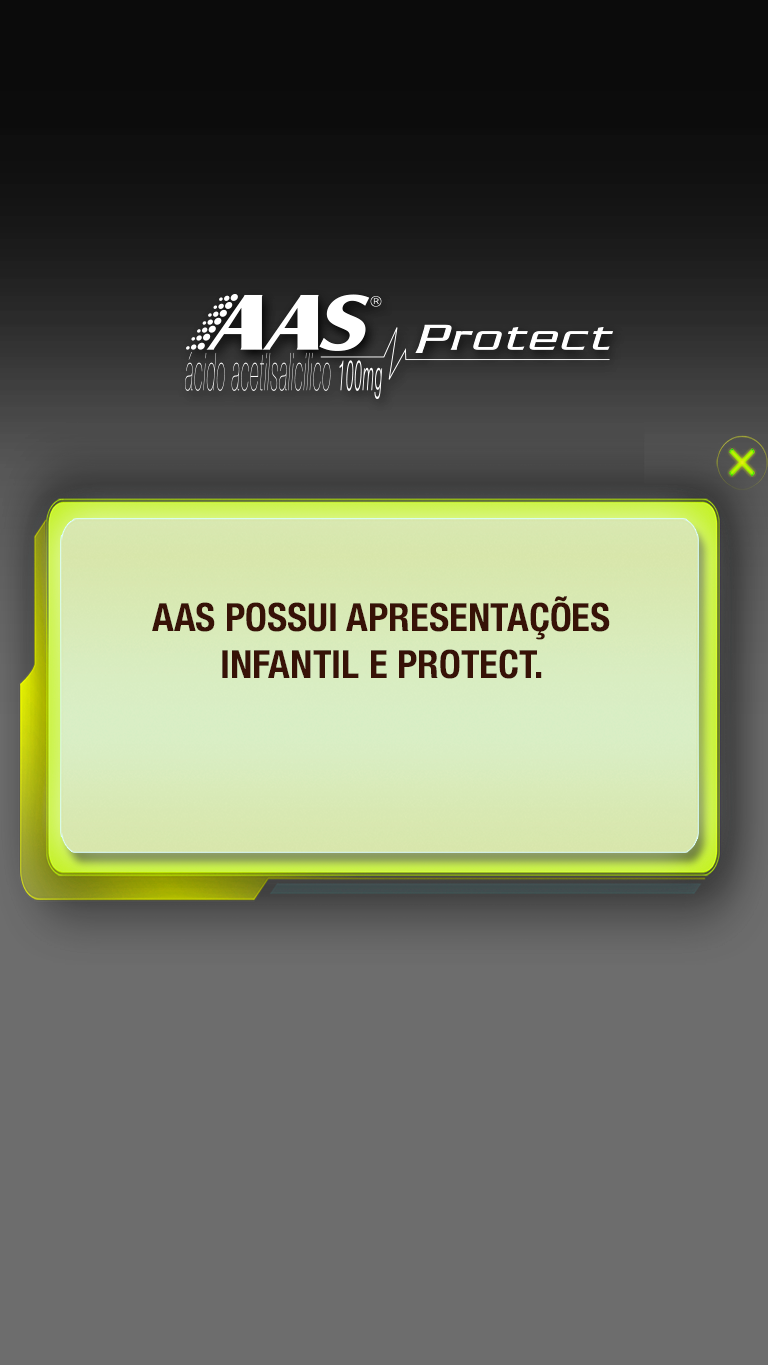 AAS® Protect
ácido acetilsalicílico 100mg
AAS POSSUI APRESENTAÇÕES
INFANTIL E PROTECT.